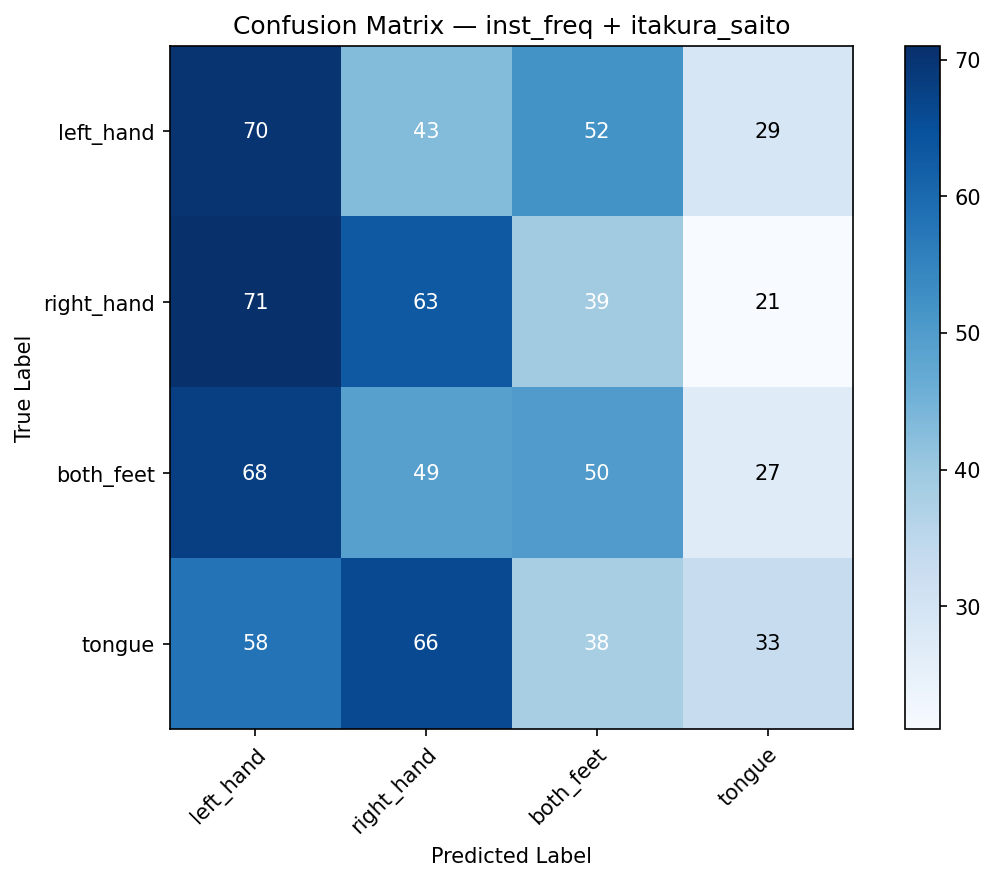 Confusion Matrix — inst_freq + itakura_saito
True Label
left_hand 70 43 52 29
right_hand 71 63 39 21
both_feet 68 49 50 27
tongue 58 66 38 33
left_hand right_hand both_feet tongue
Predicted Label
70
60
50
40
30